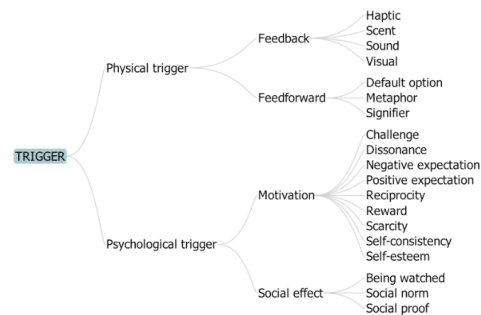 TRIGGER
Physical trigger
Feedback
Haptic
Scent
Sound
Visual
Feedforward
Default option
Metaphor
Signifier
Psychological trigger
Motivation
Challenge
Dissonance
Negative expectation
Positive expectation
Reciprocity
Reward
Scarcity
Self-consistency
Self-esteem
Social effect
Being watched
Social norm
Social proof